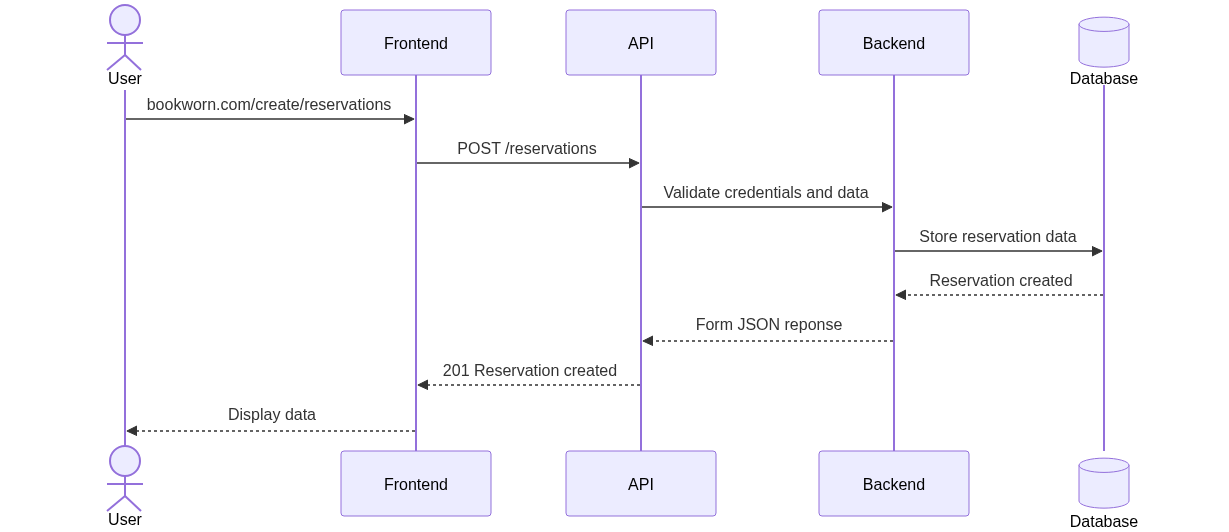 User
Frontend
API
Backend
Database
bookworn.com/create/reservations
POST /reservations
Validate credentials and data
Store reservation data
Reservation created
Form JSON reponse
201 Reservation created
Display data
User
Frontend
API
Backend
Database